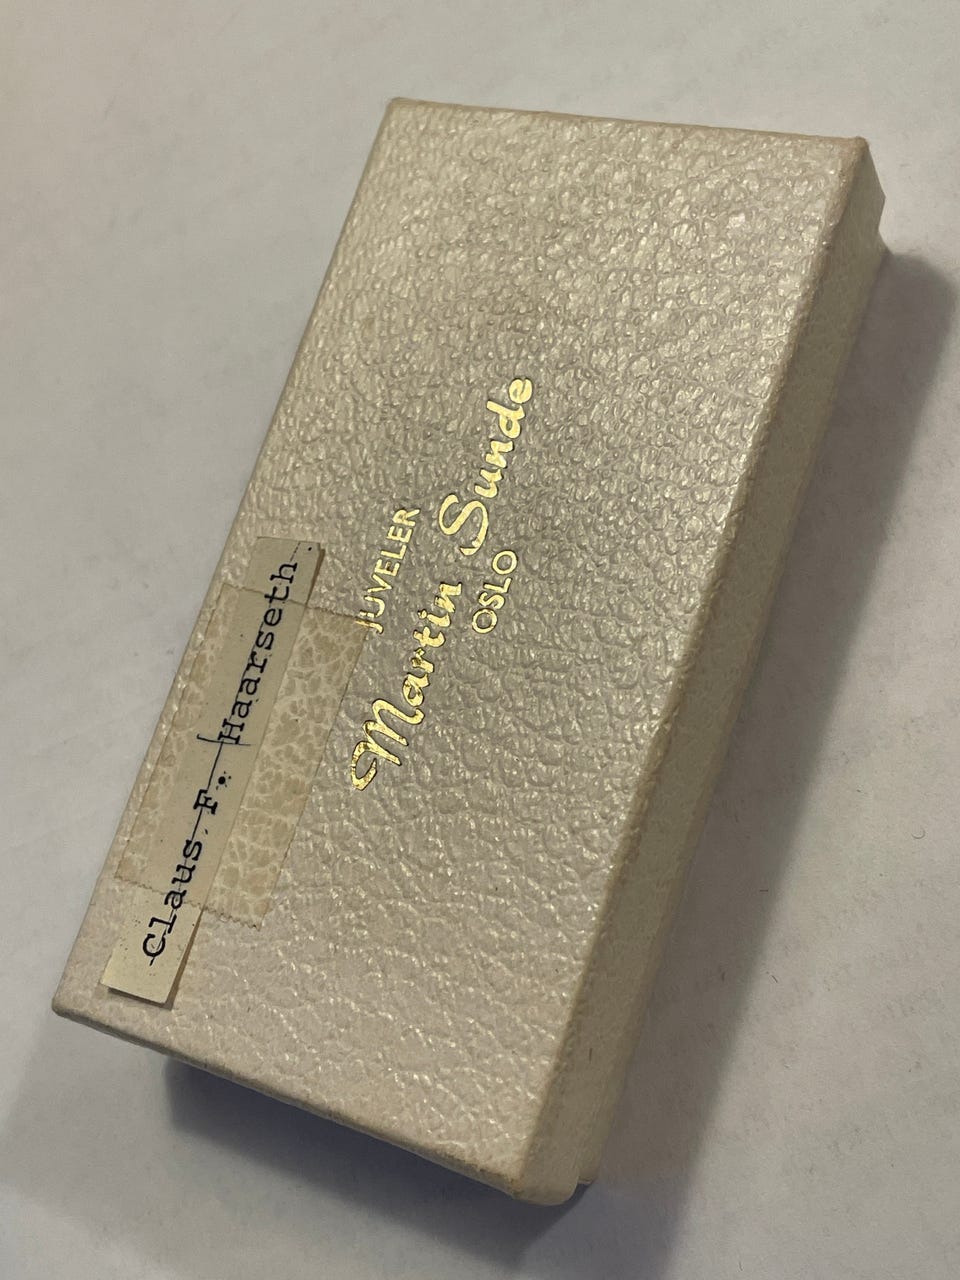 JUVELER
Martin Sunde
OSLO
Claus F. Haarseth.